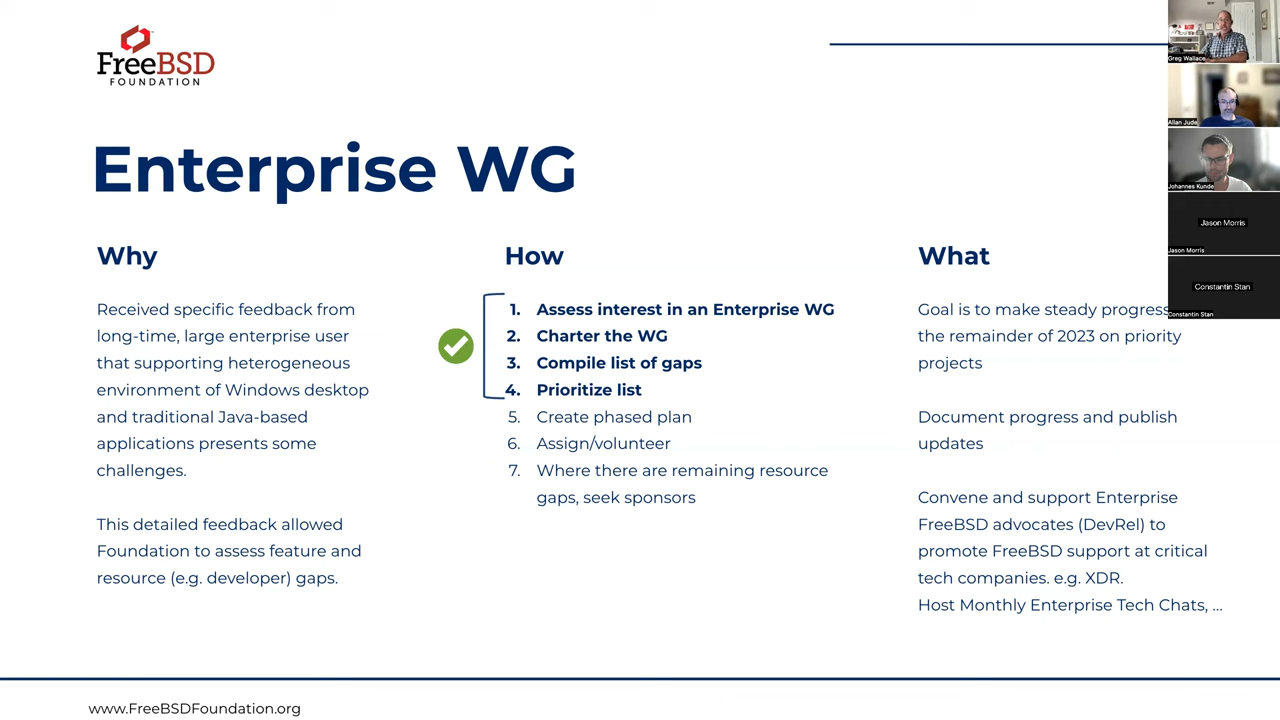 FreeBSD
FOUNDATION
Enterprise WG
Why
Received specific feedback from
long-time, large enterprise user
that supporting heterogeneous
environment of Windows desktop
and traditional Java-based
applications presents some
challenges.
This detailed feedback allowed
Foundation to assess feature and
resource (e.g. developer) gaps.
How
1. Assess interest in an Enterprise WG
2. Charter the WG
3. Compile list of gaps
4. Prioritize list
5. Create phased plan
6. Assign/volunteer
7. Where there are remaining resource
gaps, seek sponsors
What
Goal is to make steady progress
the remainder of 2023 on priority
projects
Document progress and publish
updates
Convene and support Enterprise
FreeBSD advocates (DevRel) to
promote FreeBSD support at critical
tech companies. e.g. XDR.
Host Monthly Enterprise Tech Chats, ...
www.FreeBSDFoundation.org
Greg Wallace
Allan Jude
Johannes Kunde
Jason Morris
Jason Morris
Constantin Stan
Constantin Stan